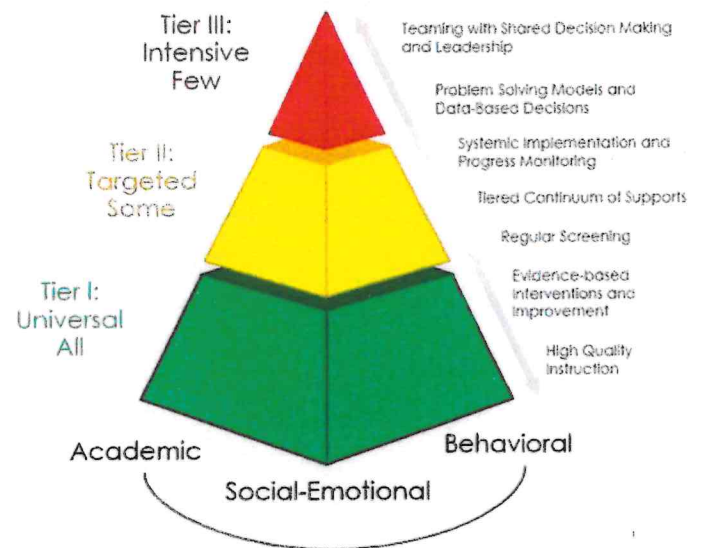 Tier III:
Intensive
Few
Tier II:
Targeted
Some
Tier I:
Universal
All
Teaming with Shared Decision Making
and Leadership
Problem Solving Models and
Data-Based Decisions
Systemic Implementation and
Progress Monitoring
Tiered Continuum of Supports
Regular Screening
Evidence-based
Interventions and
Improvement
High Quality
Instruction
Academic
Behavioral
Social-Emotional
1